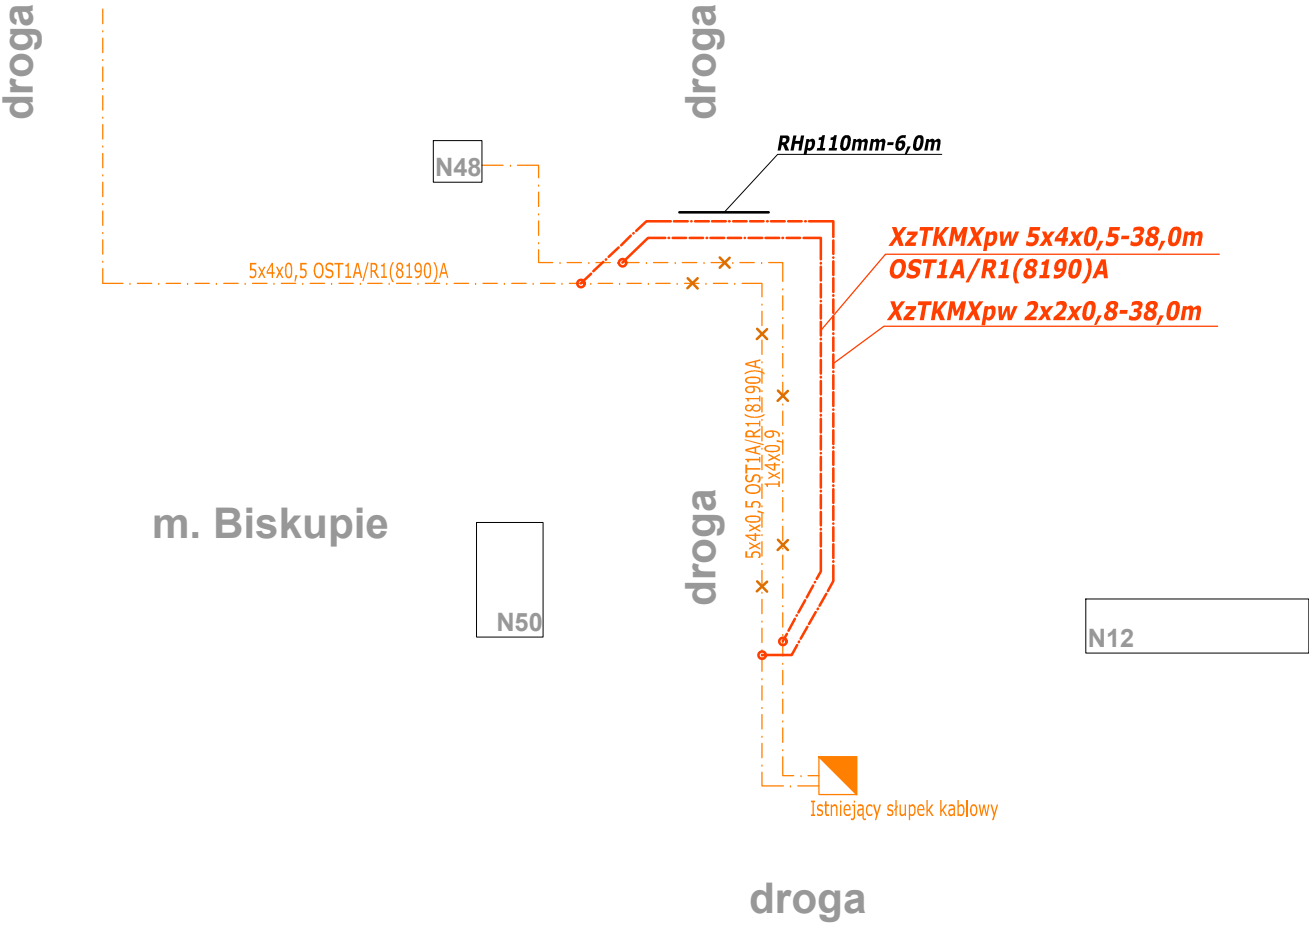 droga
droga
RHp110mm-6,0m
N48
XzTKMXpw 5x4x0,5-38,0m
OST1A/R1(8190)A
5x4x0,5 OST1A/R1(8190)A
XzTKMXpw 2x2x0,8-38,0m
5x4x0,5 OST1A/R1(8190)A
1x4x0,9
m. Biskupie
droga
N50
N12
Istniejący słupek kablowy
droga